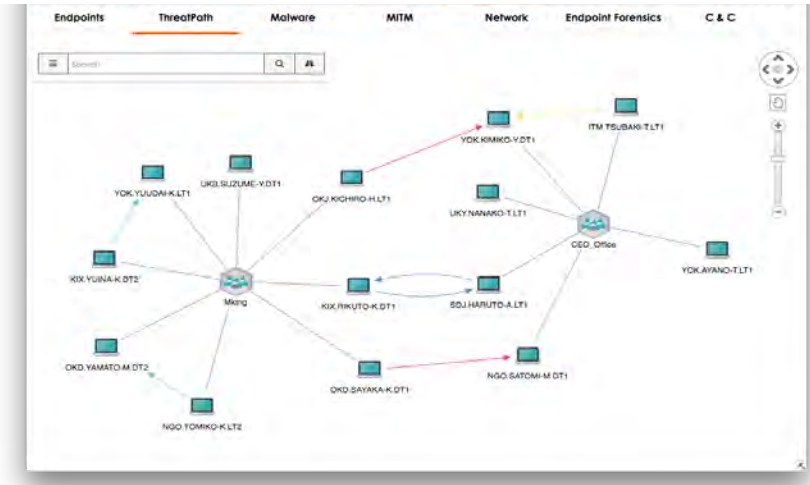 Endpoints ThreatPath Malware MITM Network Endpoint Forensics C & C
Search
YOK.KIMIKO-Y.DT1
ITM.TSUBAKI-T.LT1
YOK.YUUDAI-K.LT1
UKB.SUZUME-Y.DT1
OKJ.KICHIRO-H.LT1
UKY.NANAKO-T.LT1
CEO_Office
YOK.AYANO-T.LT1
KIX.YUINA-K.DT2
Mktng
KIX.RIKUTO-K.DT1
SDJ.HARUTO-A.LT1
OKD.YAMATO-M.DT2
OKD.SAYAKA-K.DT1
NGO.SATOMI-M.DT1
NGO.TOMIKO-K.LT2